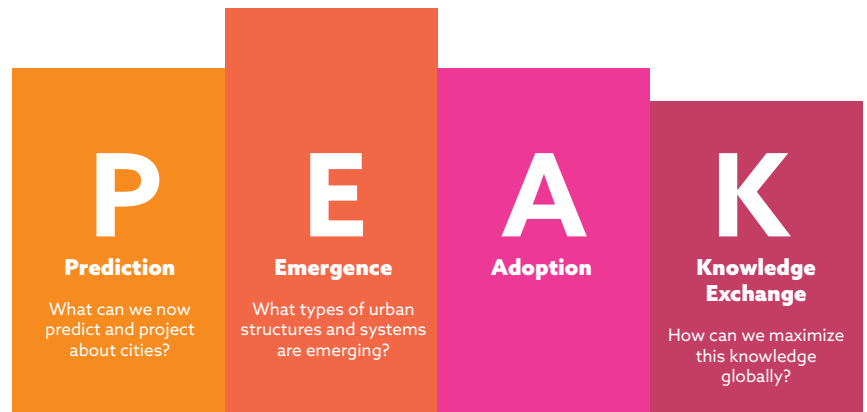 P
Prediction
What can we now
predict and project
about cities?
E
Emergence
What types of urban
structures and systems
are emerging?
A
Adoption
K
Knowledge
Exchange
How can we maximize
this knowledge
globally?